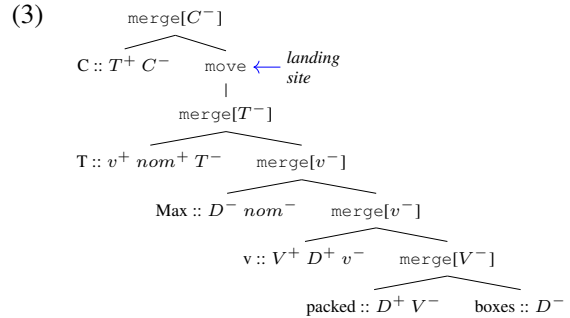 (3)
merge[C⁻]
C :: T⁺ C⁻ move ← landing
site
merge[T⁻]
T :: v⁺ nom⁺ T⁻ merge[v⁻]
Max :: D⁻ nom⁻ merge[v⁻]
v :: V⁺ D⁺ v⁻ merge[V⁻]
packed :: D⁺ V⁻ boxes :: D⁻